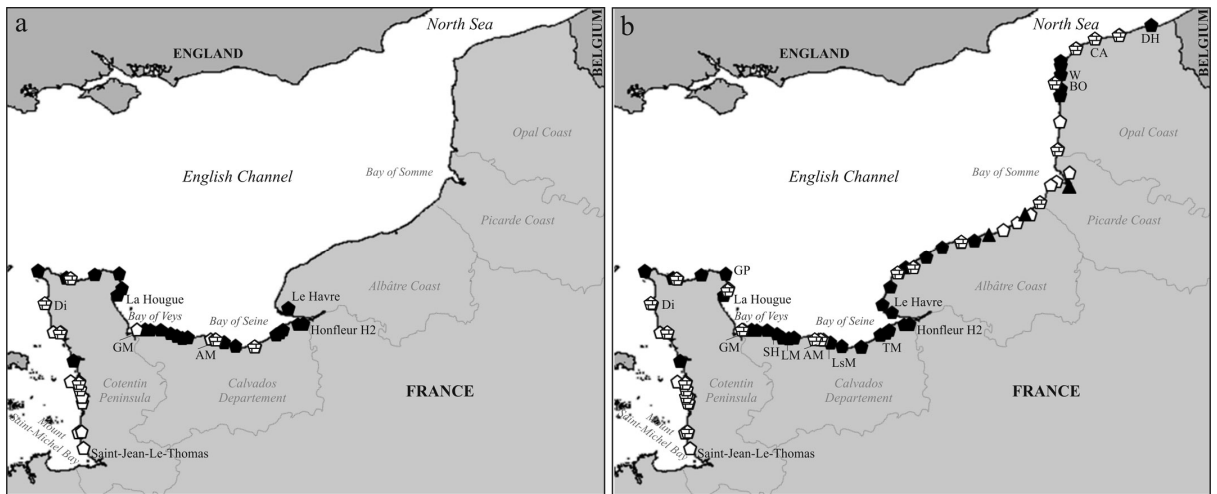 a
North Sea
ENGLAND
BELGIUM
Opal Coast
English Channel
Bay of Somme
Picarde Coast
Albâtre Coast
Di
La Hougue
Le Havre
Bay of Veys
Bay of Seine
Honfleur H2
GM
AM
Cotentin
Peninsula
Calvados
Departement
FRANCE
Mount
Saint-Michel Bay
Saint-Jean-Le-Thomas
b
North Sea
DH
CA
ENGLAND
BELGIUM
W
BO
Opal Coast
English Channel
Bay of Somme
Picarde Coast
GP
Albâtre Coast
Di
La Hougue
Le Havre
Bay of Veys
Bay of Seine
Honfleur H2
GM
SH
LM
AM
TM
LsM
Cotentin
Peninsula
Calvados
Departement
FRANCE
Mount
Saint-Michel Bay
Saint-Jean-Le-Thomas